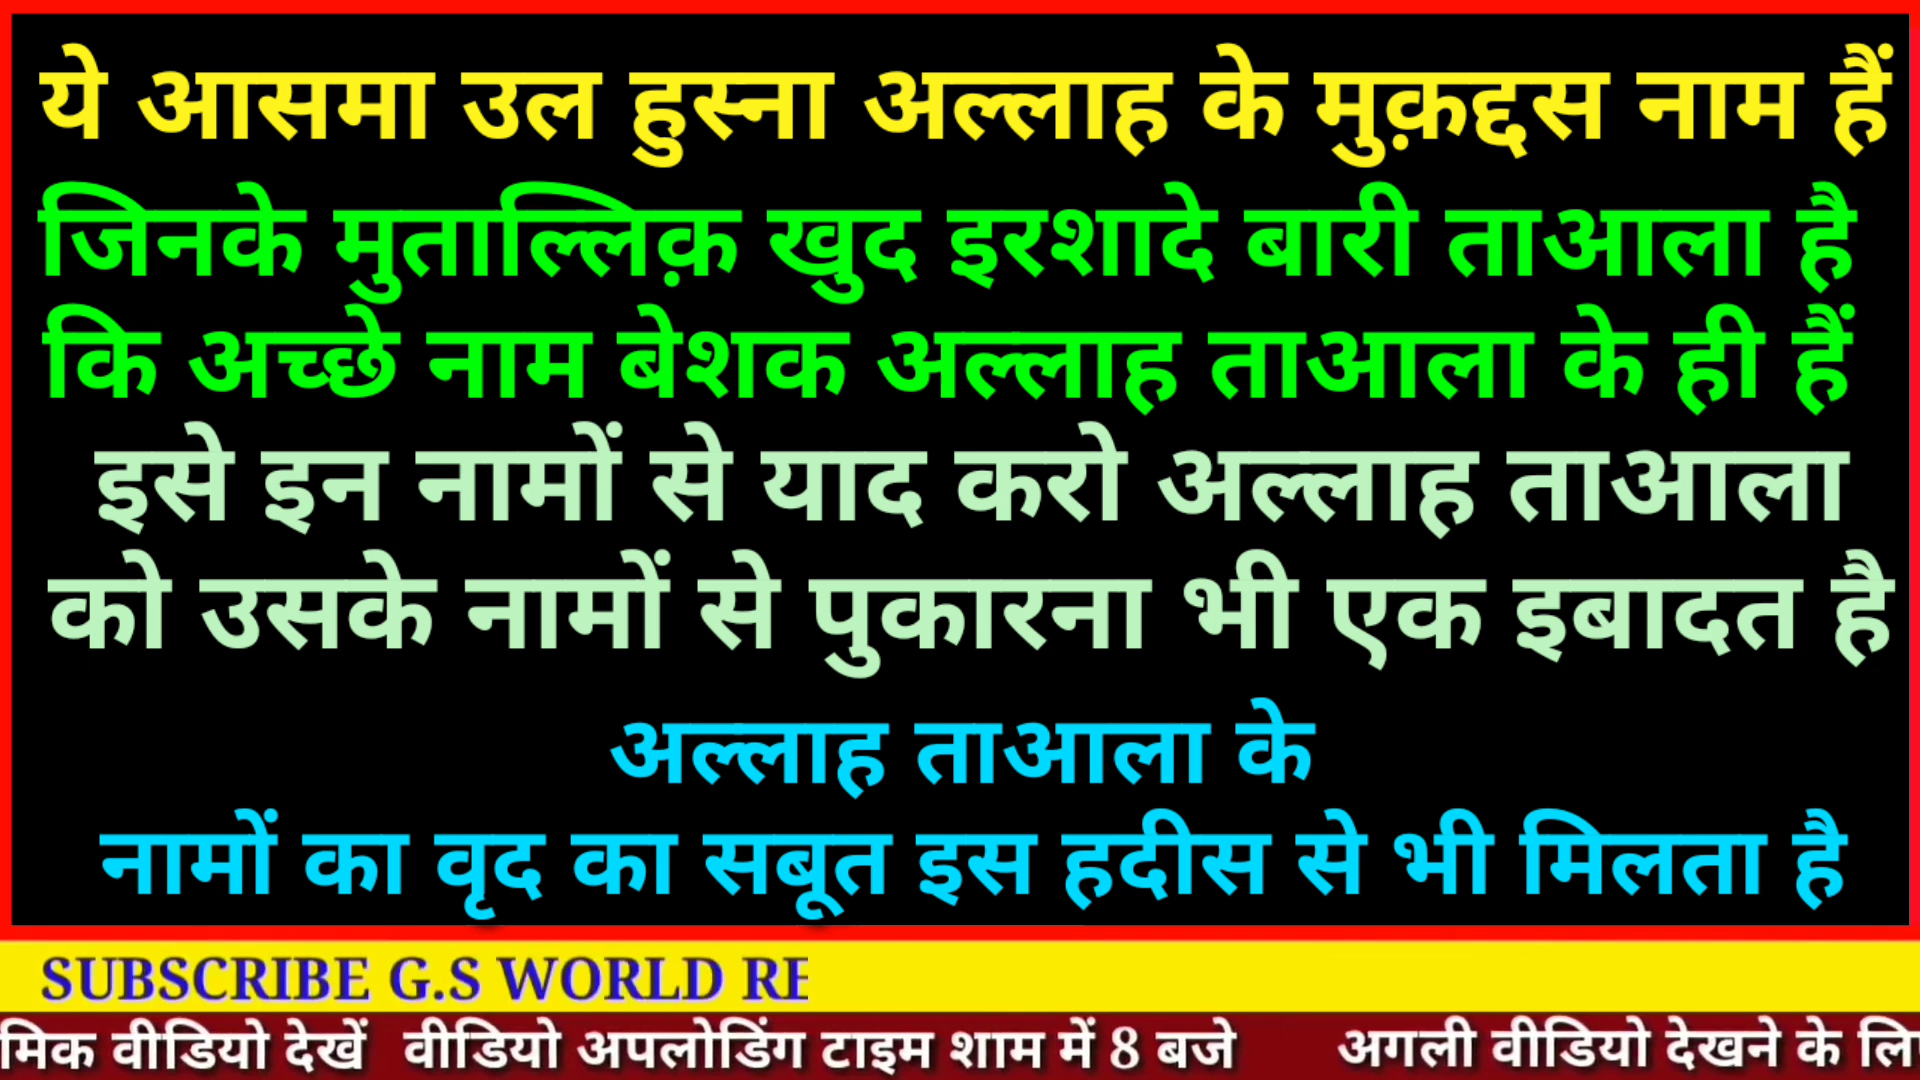 ये आसमा उल हुस्ना अल्लाह के मुक़द्दस नाम हैं
जिनके मुताल्लिक़ खुद इरशादे बारी ताआला है
कि अच्छे नाम बेशक अल्लाह ताआला के ही हैं
इसे इन नामों से याद करो अल्लाह ताआला
को उसके नामों से पुकारना भी एक इबादत है
अल्लाह ताआला के
नामों का वृद का सबूत इस हदीस से भी मिलता है
SUBSCRIBE G.S WORLD RE
मिक वीडियो देखें वीडियो अपलोडिंग टाइम शाम में 8 बजे अगली वीडियो देखने के लि